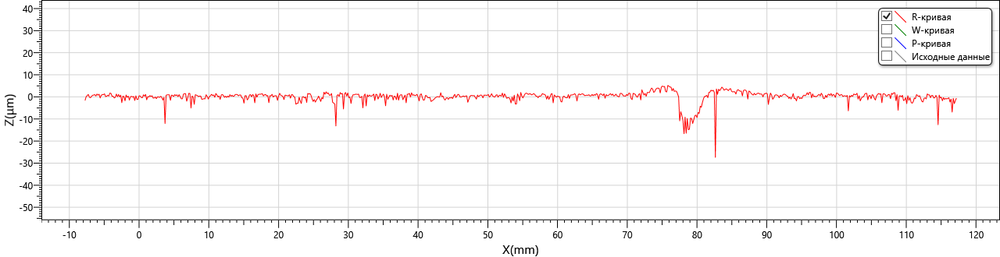 40
30
20
10
0
-10
-20
-30
-40
-50
Z(µm)
-10 0 10 20 30 40 50 60 70 80 90 100 110 120
X(mm)
R-кривая
W-кривая
P-кривая
Исходные данные